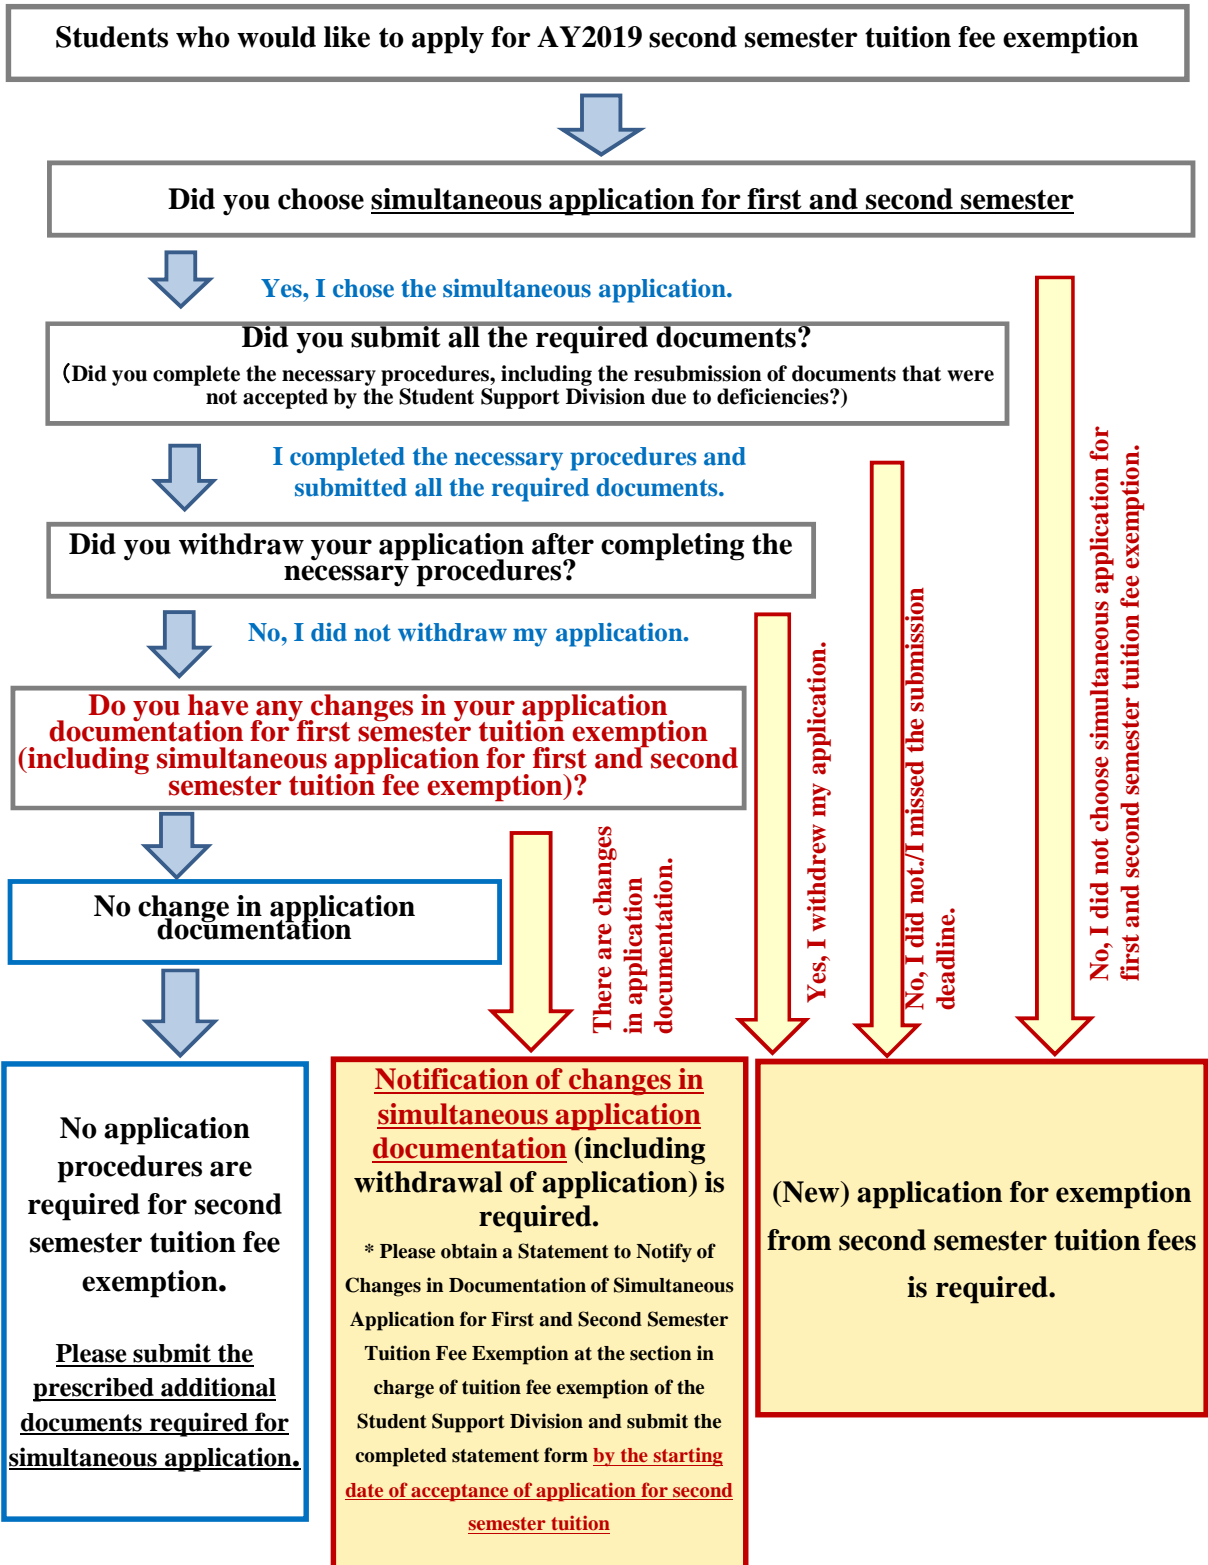 Students who would like to apply for AY2019 second semester tuition fee exemption
Did you choose simultaneous application for first and second semester
Yes, I chose the simultaneous application.
Did you submit all the required documents?
(Did you complete the necessary procedures, including the resubmission of documents that were
not accepted by the Student Support Division due to deficiencies?)
I completed the necessary procedures and
submitted all the required documents.
Did you withdraw your application after completing the
necessary procedures?
No, I did not withdraw my application.
Do you have any changes in your application
documentation for first semester tuition exemption
(including simultaneous application for first and second
semester tuition fee exemption)?
No change in application
documentation
There are changes
in application
documentation.
Yes, I withdrew my application.
No, I did not./I missed the submission
deadline.
No, I did not choose simultaneous application for
first and second semester tuition fee exemption.
No application
procedures are
required for second
semester tuition fee
exemption.
Please submit the
prescribed additional
documents required for
simultaneous application.
Notification of changes in
simultaneous application
documentation (including
withdrawal of application) is
required.
* Please obtain a Statement to Notify of
Changes in Documentation of Simultaneous
Application for First and Second Semester
Tuition Fee Exemption at the section in
charge of tuition fee exemption of the
Student Support Division and submit the
completed statement form by the starting
date of acceptance of application for second
semester tuition
(New) application for exemption
from second semester tuition fees
is required.